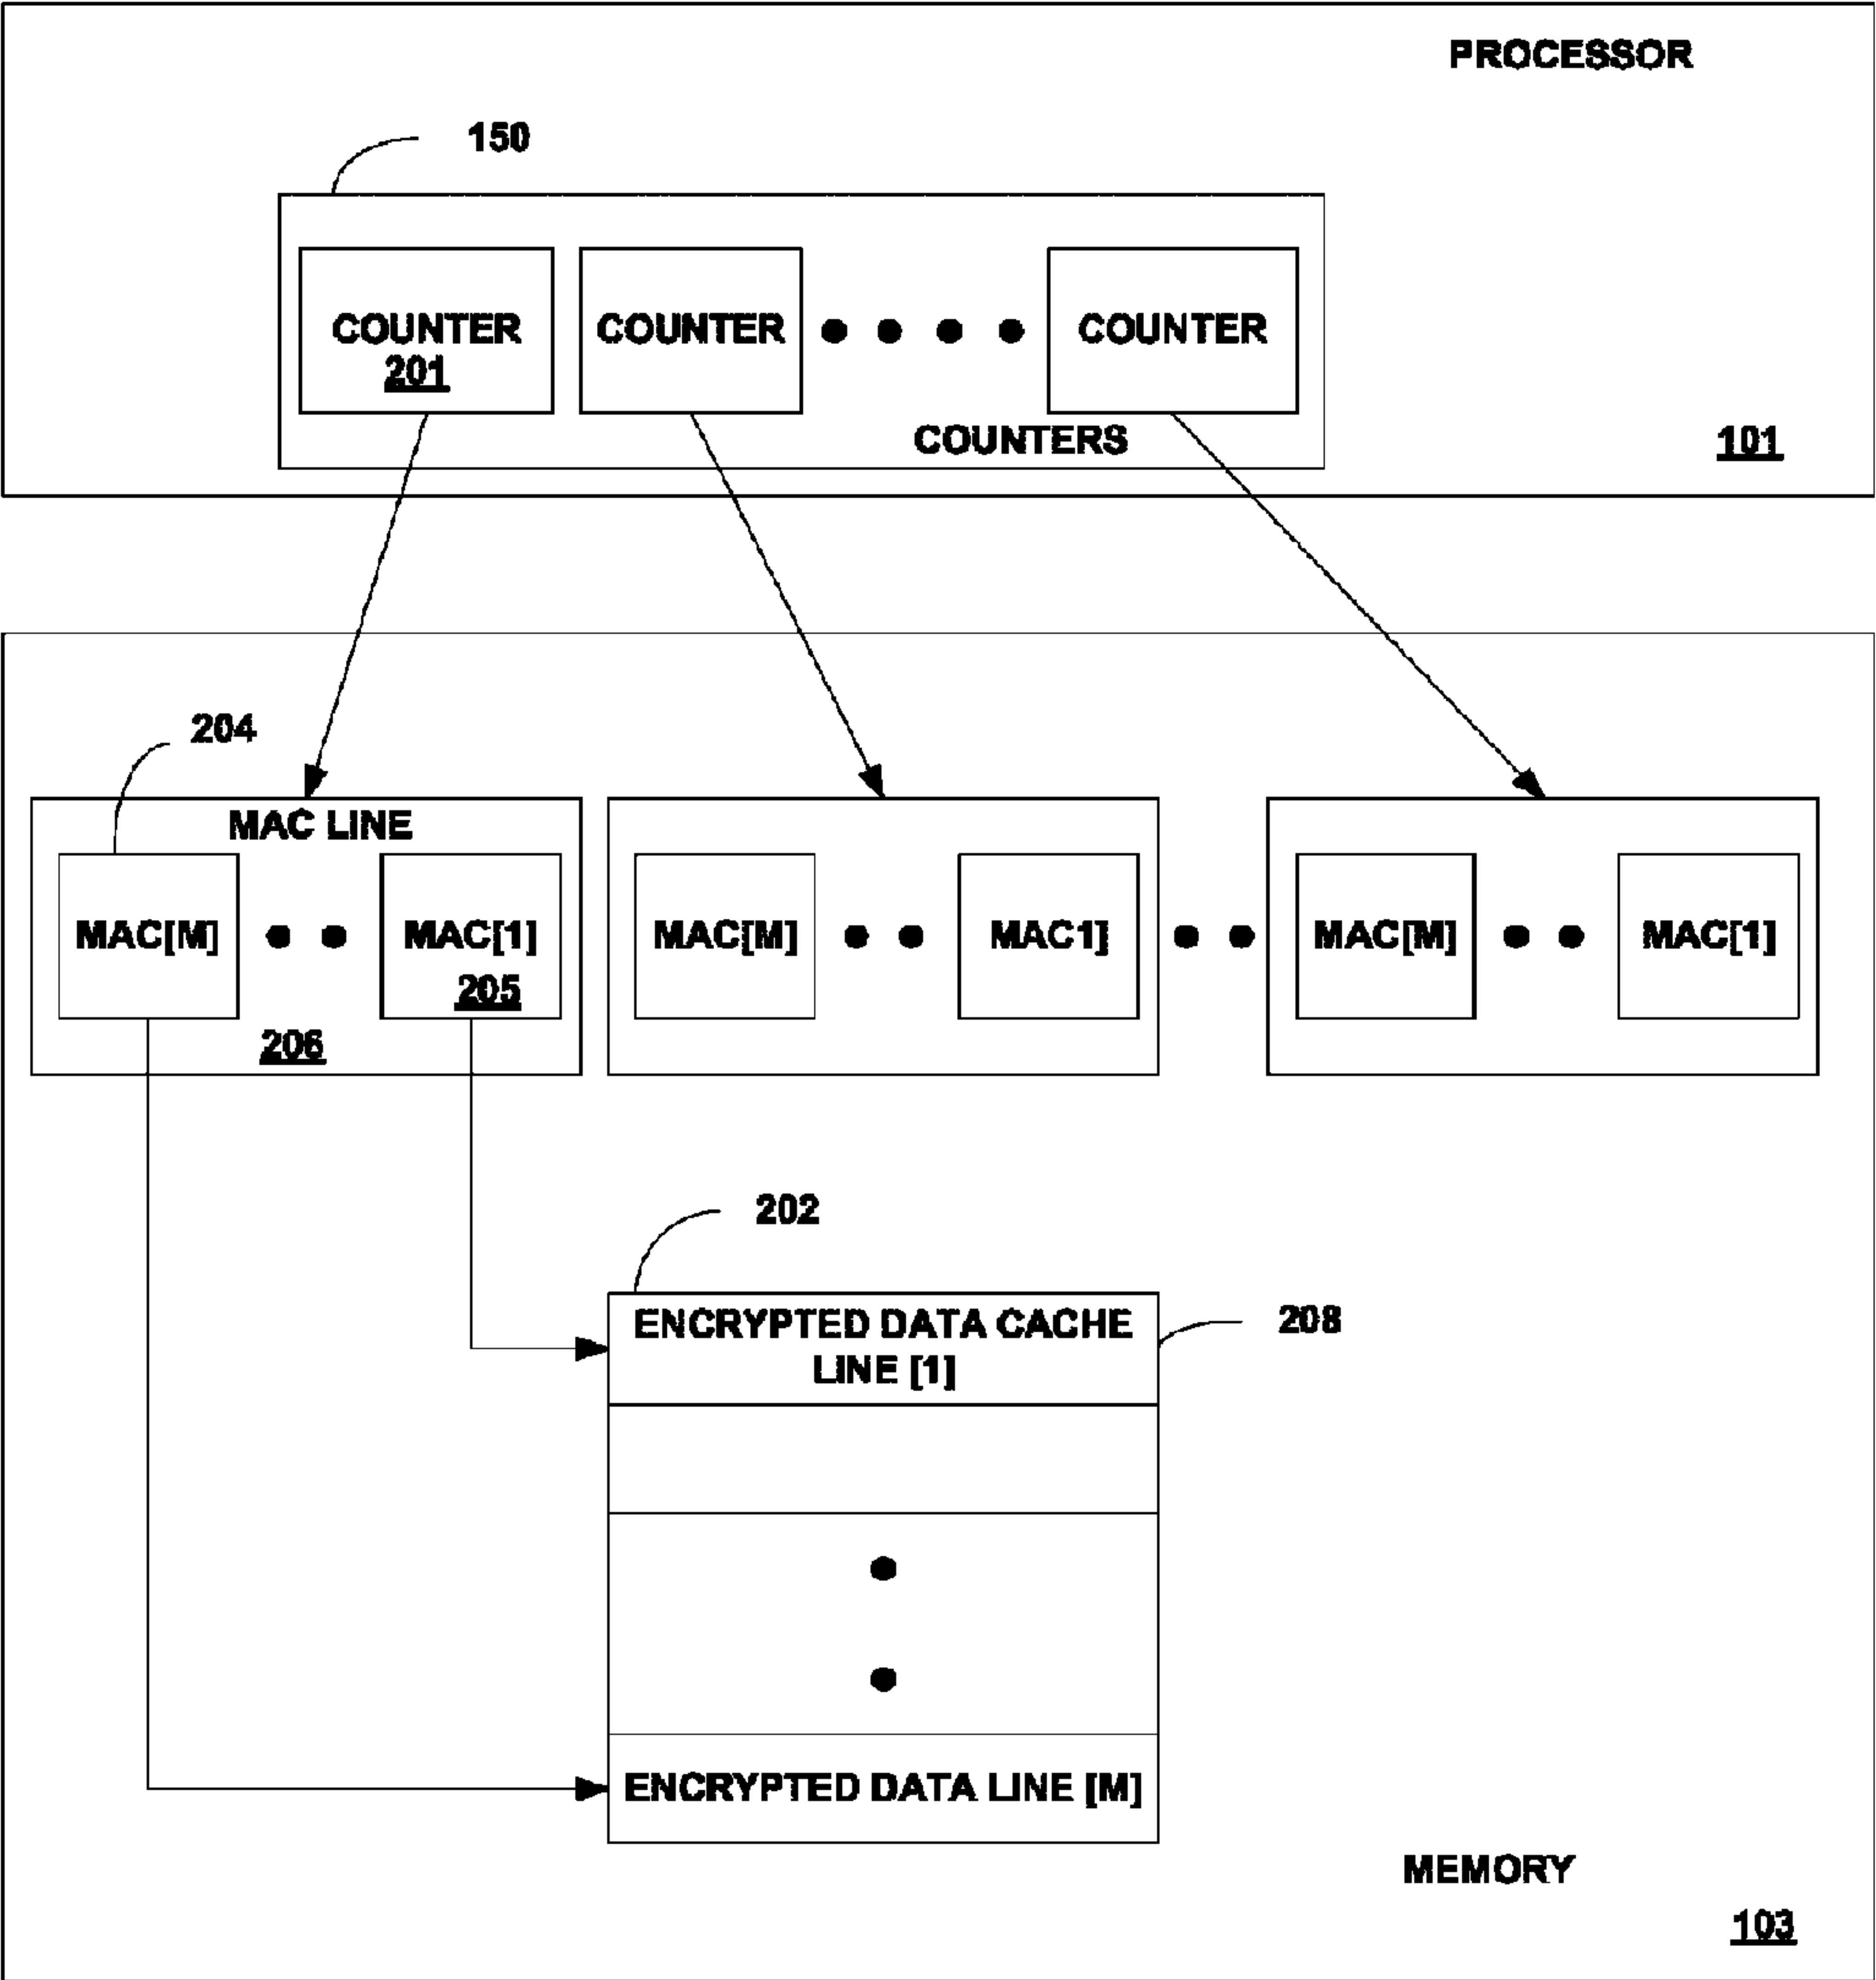 PROCESSOR
150
COUNTER
201
COUNTER
COUNTER
COUNTERS
101
204
MAC LINE
MAC[M]
MAC[1]
205
206
MAC[M]
MAC1]
MAC[M]
MAC[1]
202
208
ENCRYPTED DATA CACHE
LINE [1]
ENCRYPTED DATA LINE [M]
MEMORY
103